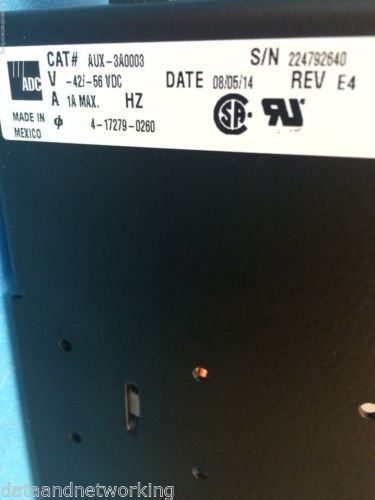 CAT# AUX-3A0003 S/N 224792640
ADC V -42/-56 VDC DATE 08/05/14 REV E4
A 1A MAX. HZ
MADE IN MEXICO ϕ 4-17279-0260
dataandnetworking